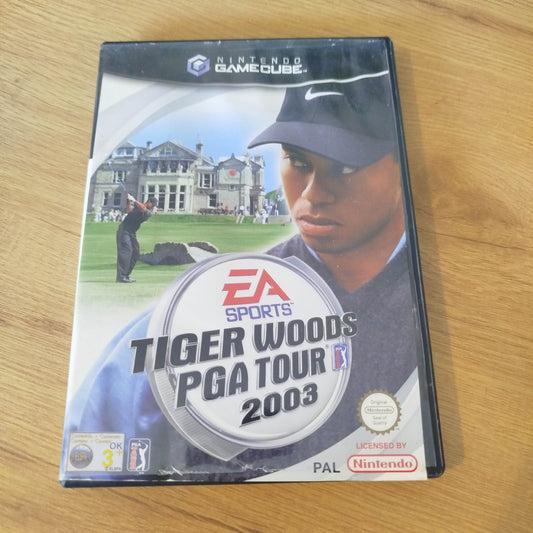 NINTENDO
GAMECUBE
EA
SPORTS
TIGER WOODS
PGA TOUR
2003
Original
Nintendo
Seal of
Quality
OK
3+
PAL
LICENSED BY
Nintendo